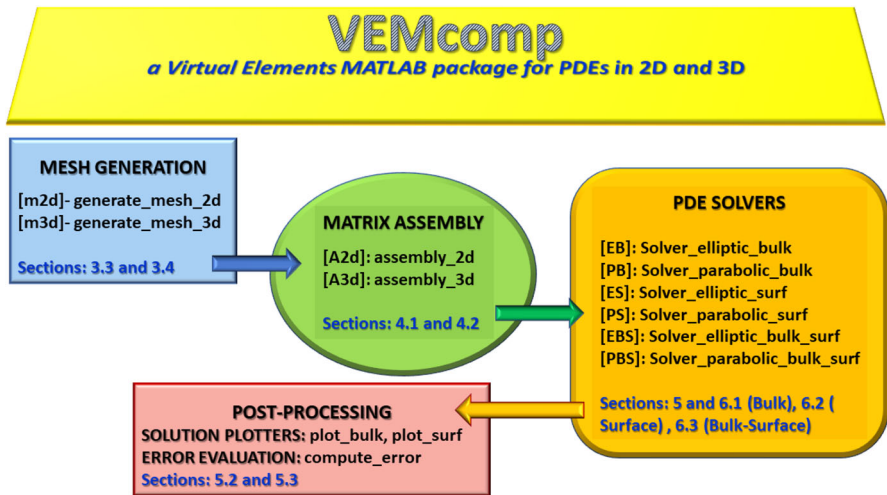 VEMcomp
a Virtual Elements MATLAB package for PDEs in 2D and 3D
MESH GENERATION
[m2d]- generate_mesh_2d
[m3d]- generate_mesh_3d
Sections: 3.3 and 3.4
MATRIX ASSEMBLY
[A2d]: assembly_2d
[A3d]: assembly_3d
Sections: 4.1 and 4.2
PDE SOLVERS
[EB]: Solver_elliptic_bulk
[PB]: Solver_parabolic_bulk
[ES]: Solver_elliptic_surf
[PS]: Solver_parabolic_surf
[EBS]: Solver_elliptic_bulk_surf
[PBS]: Solver_parabolic_bulk_surf
Sections: 5 and 6.1 (Bulk), 6.2 (
Surface) , 6.3 (Bulk-Surface)
POST-PROCESSING
SOLUTION PLOTTERS: plot_bulk, plot_surf
ERROR EVALUATION: compute_error
Sections: 5.2 and 5.3